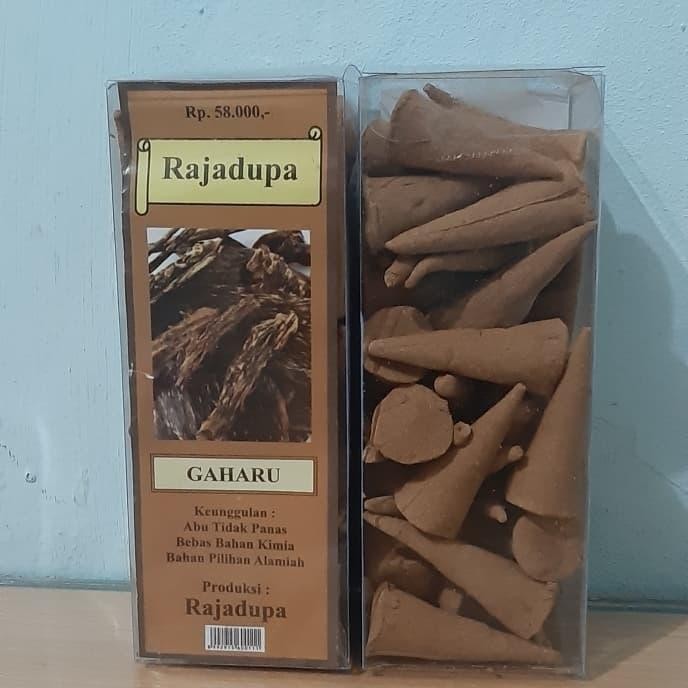 Rp. 58.000,-
Rajadupa
GAHARU
Keunggulan :
Abu Tidak Panas
Bebas Bahan Kimia
Bahan Pilihan Alamiah
Produksi :
Rajadupa